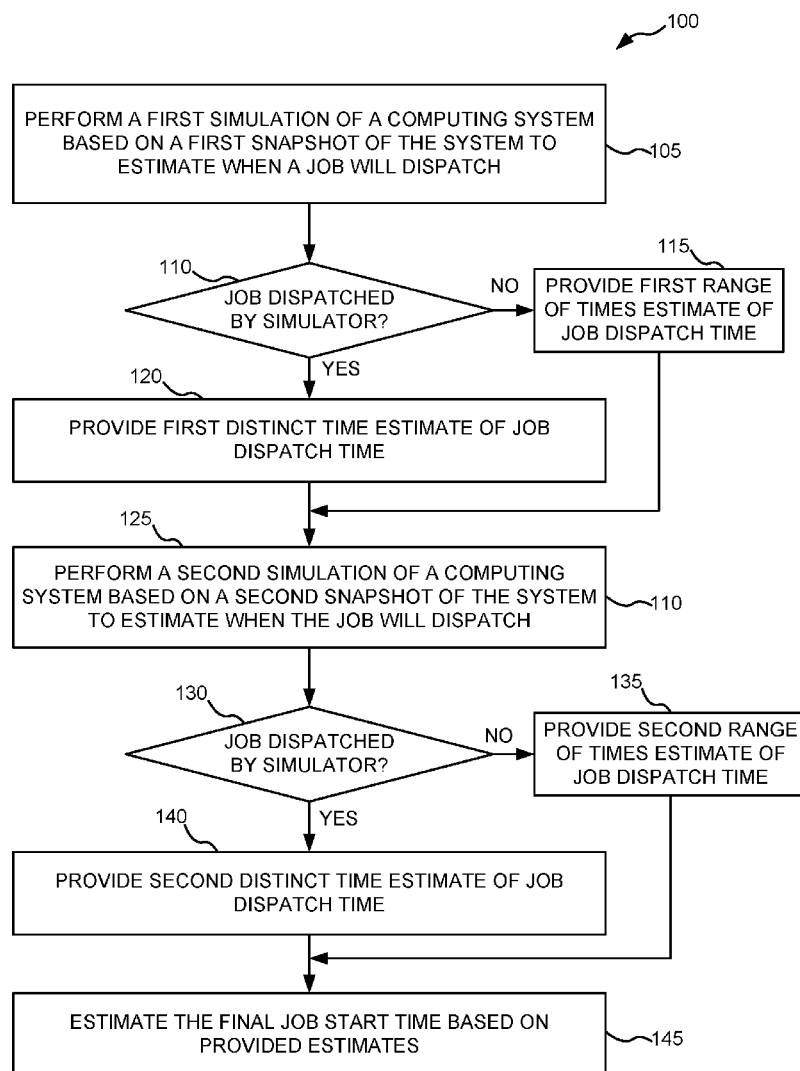 100
PERFORM A FIRST SIMULATION OF A COMPUTING SYSTEM
BASED ON A FIRST SNAPSHOT OF THE SYSTEM TO
ESTIMATE WHEN A JOB WILL DISPATCH
105
110
JOB DISPATCHED
BY SIMULATOR?
NO
115
PROVIDE FIRST RANGE
OF TIMES ESTIMATE OF
JOB DISPATCH TIME
YES
120
PROVIDE FIRST DISTINCT TIME ESTIMATE OF JOB
DISPATCH TIME
125
PERFORM A SECOND SIMULATION OF A COMPUTING
SYSTEM BASED ON A SECOND SNAPSHOT OF THE SYSTEM
TO ESTIMATE WHEN THE JOB WILL DISPATCH
110
130
JOB DISPATCHED
BY SIMULATOR?
NO
135
PROVIDE SECOND RANGE
OF TIMES ESTIMATE OF
JOB DISPATCH TIME
YES
140
PROVIDE SECOND DISTINCT TIME ESTIMATE OF JOB
DISPATCH TIME
ESTIMATE THE FINAL JOB START TIME BASED ON
PROVIDED ESTIMATES
145